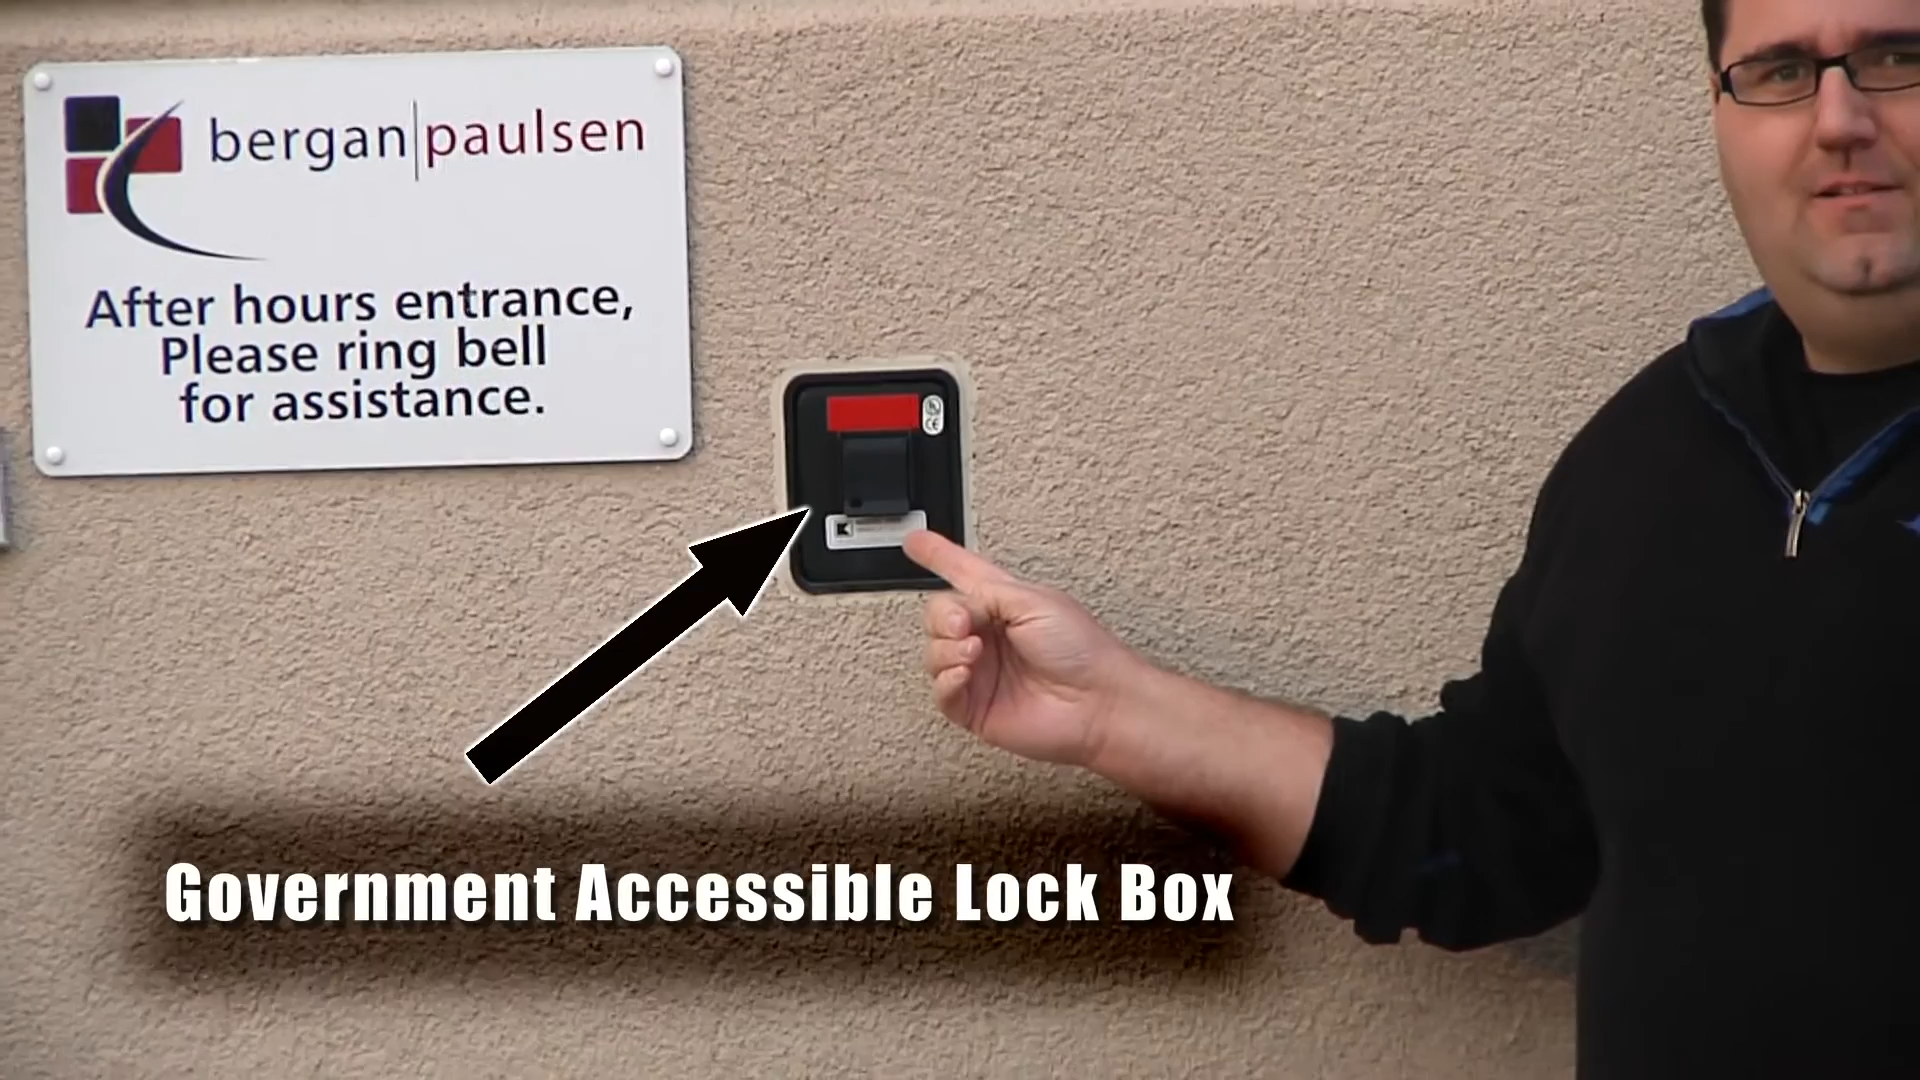 bergan|paulsen
After hours entrance,
Please ring bell
for assistance.
Government Accessible Lock Box